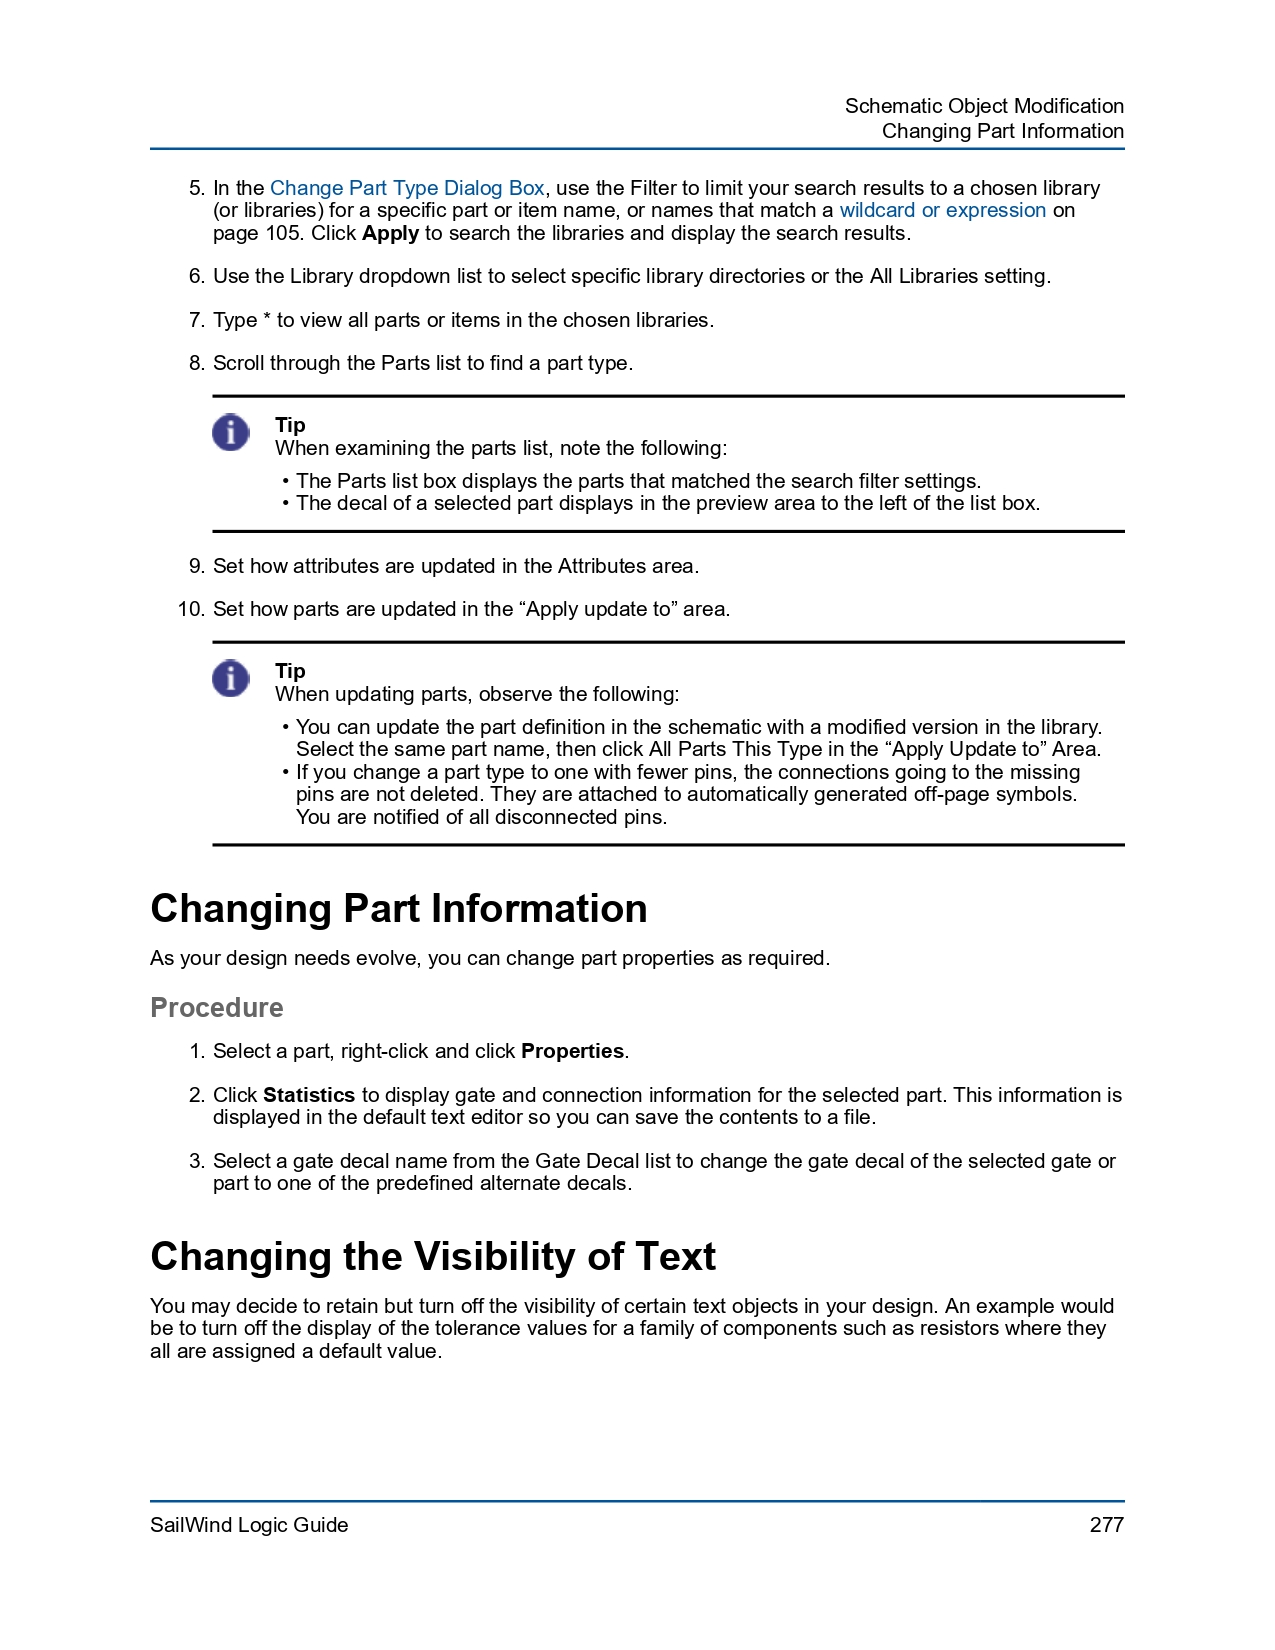 Schematic Object Modification
Changing Part Information
5. In the Change Part Type Dialog Box, use the Filter to limit your search results to a chosen library
(or libraries) for a specific part or item name, or names that match a wildcard or expression on
page 105. Click Apply to search the libraries and display the search results.
6. Use the Library dropdown list to select specific library directories or the All Libraries setting.
7. Type * to view all parts or items in the chosen libraries.
8. Scroll through the Parts list to find a part type.
Tip
When examining the parts list, note the following:
• The Parts list box displays the parts that matched the search filter settings.
• The decal of a selected part displays in the preview area to the left of the list box.
9. Set how attributes are updated in the Attributes area.
10. Set how parts are updated in the “Apply update to” area.
Tip
When updating parts, observe the following:
• You can update the part definition in the schematic with a modified version in the library.
Select the same part name, then click All Parts This Type in the “Apply Update to” Area.
• If you change a part type to one with fewer pins, the connections going to the missing
pins are not deleted. They are attached to automatically generated off-page symbols.
You are notified of all disconnected pins.
Changing Part Information
As your design needs evolve, you can change part properties as required.
Procedure
1. Select a part, right-click and click Properties.
2. Click Statistics to display gate and connection information for the selected part. This information is
displayed in the default text editor so you can save the contents to a file.
3. Select a gate decal name from the Gate Decal list to change the gate decal of the selected gate or
part to one of the predefined alternate decals.
Changing the Visibility of Text
You may decide to retain but turn off the visibility of certain text objects in your design. An example would
be to turn off the display of the tolerance values for a family of components such as resistors where they
all are assigned a default value.
SailWind Logic Guide 277